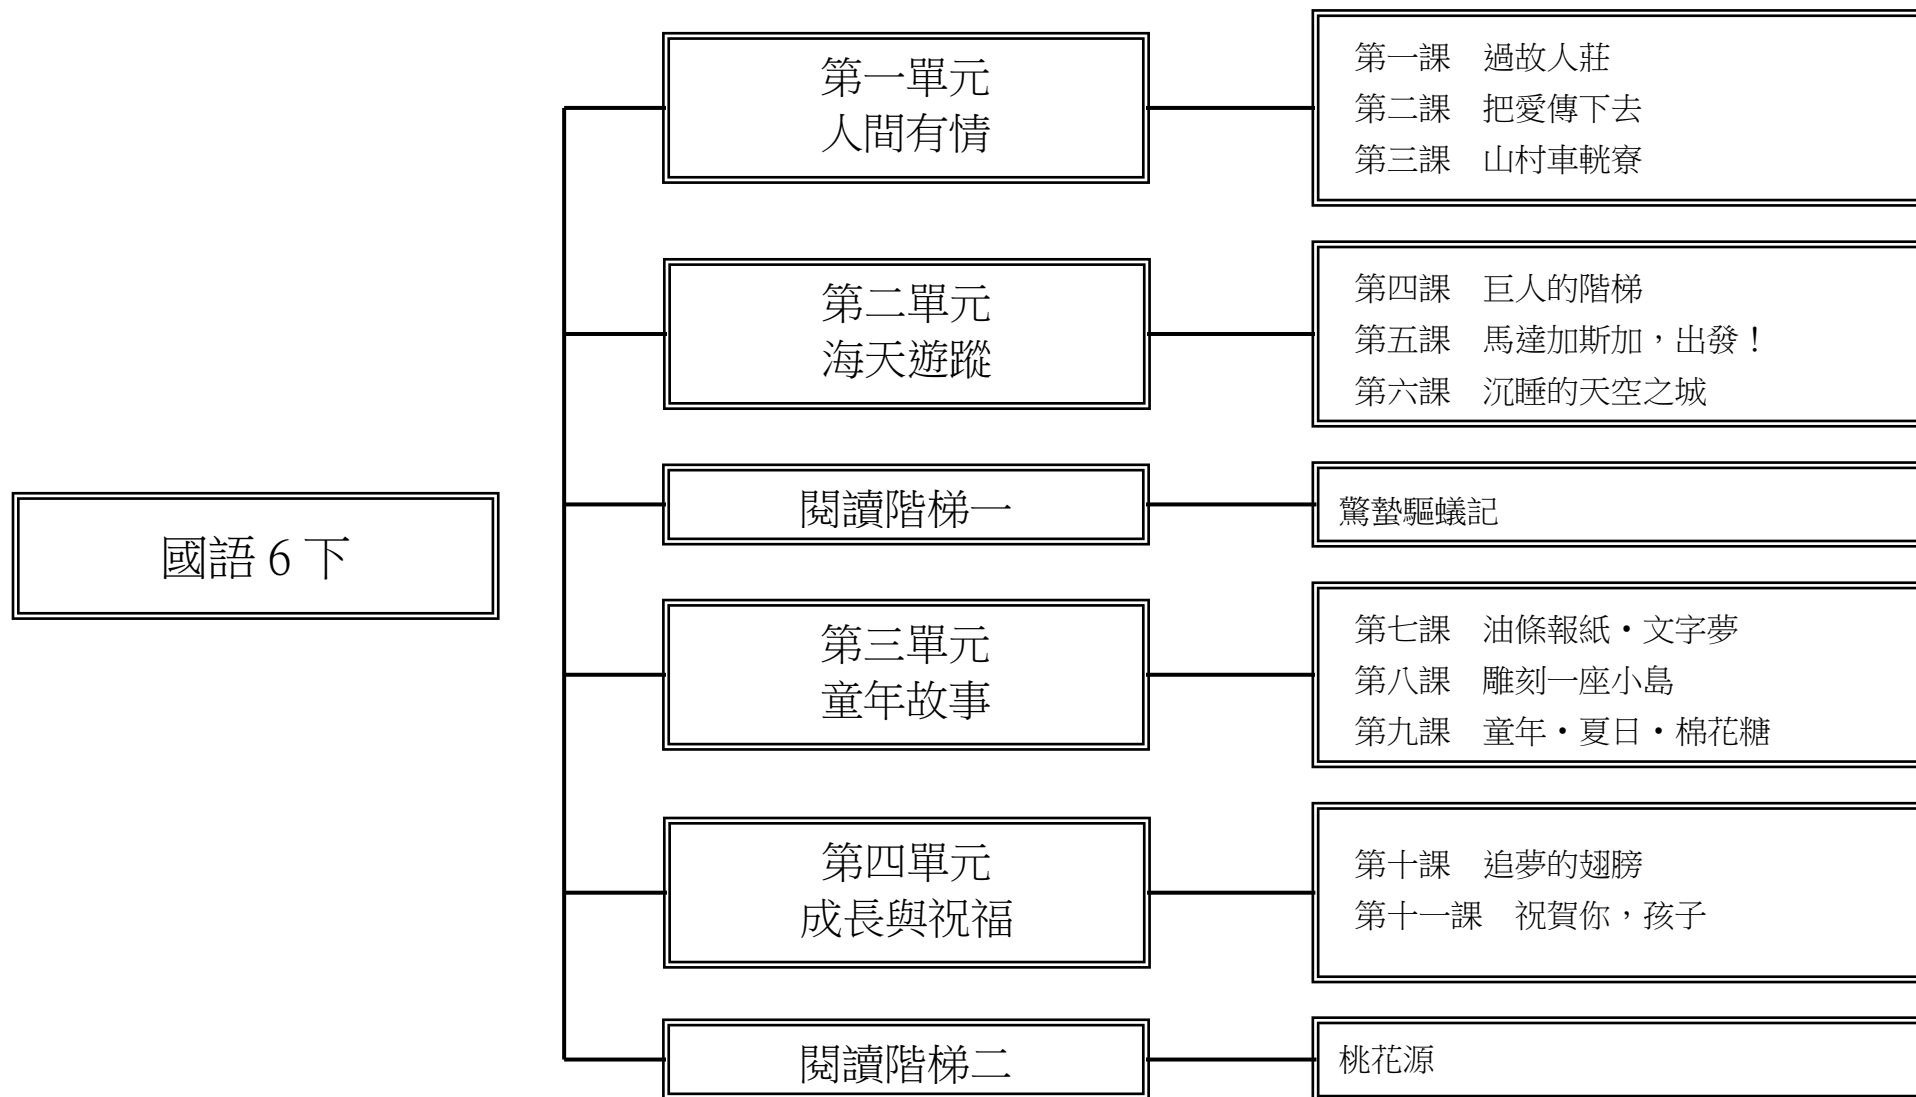 國語 6 下
第一單元
人間有情
第一課　過故人莊
第二課　把愛傳下去
第三課　山村車輄寮
第二單元
海天遊蹤
第四課　巨人的階梯
第五課　馬達加斯加，出發！
第六課　沉睡的天空之城
閱讀階梯一
驚蟄驅蟻記
第三單元
童年故事
第七課　油條報紙•文字夢
第八課　雕刻一座小島
第九課　童年•夏日•棉花糖
第四單元
成長與祝福
第十課　追夢的翅膀
第十一課　祝賀你，孩子
閱讀階梯二
桃花源